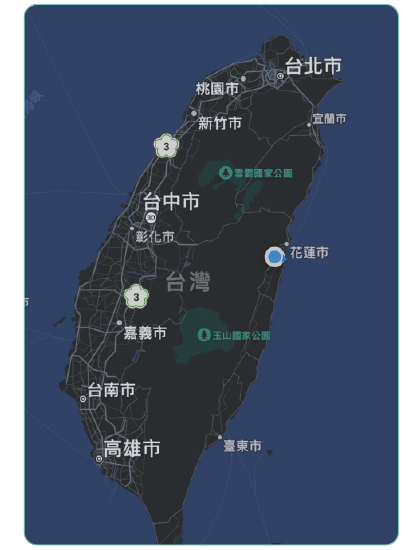 台北市
桃園市
宜蘭市
新竹市
3
雪霸國家公園
台中市
63
彰化市
花蓮市
台灣
3
玉山國家公園
嘉義市
台南市
臺東市
高雄市